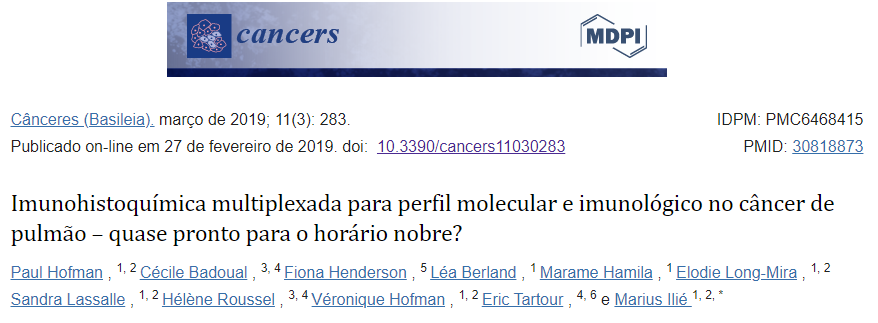 cancers
MDPI
Cânceres (Basileia). março de 2019; 11(3): 283.
IDPM: PMC6468415
Publicado on-line em 27 de fevereiro de 2019. doi: 10.3390/cancers11030283
PMID: 30818873
Imunohistoquímica multiplexada para perfil molecular e imunológico no câncer de
pulmão – quase pronto para o horário nobre?
Paul Hofman , 1, 2 Cécile Badoual , 3, 4 Fiona Henderson , 5 Léa Berland , 1 Marame Hamila , 1 Elodie Long-Mira , 1, 2
Sandra Lassalle , 1, 2 Hélène Roussel , 3, 4 Véronique Hofman , 1, 2 Eric Tartour , 4, 6 e Marius Ilié 1, 2, *